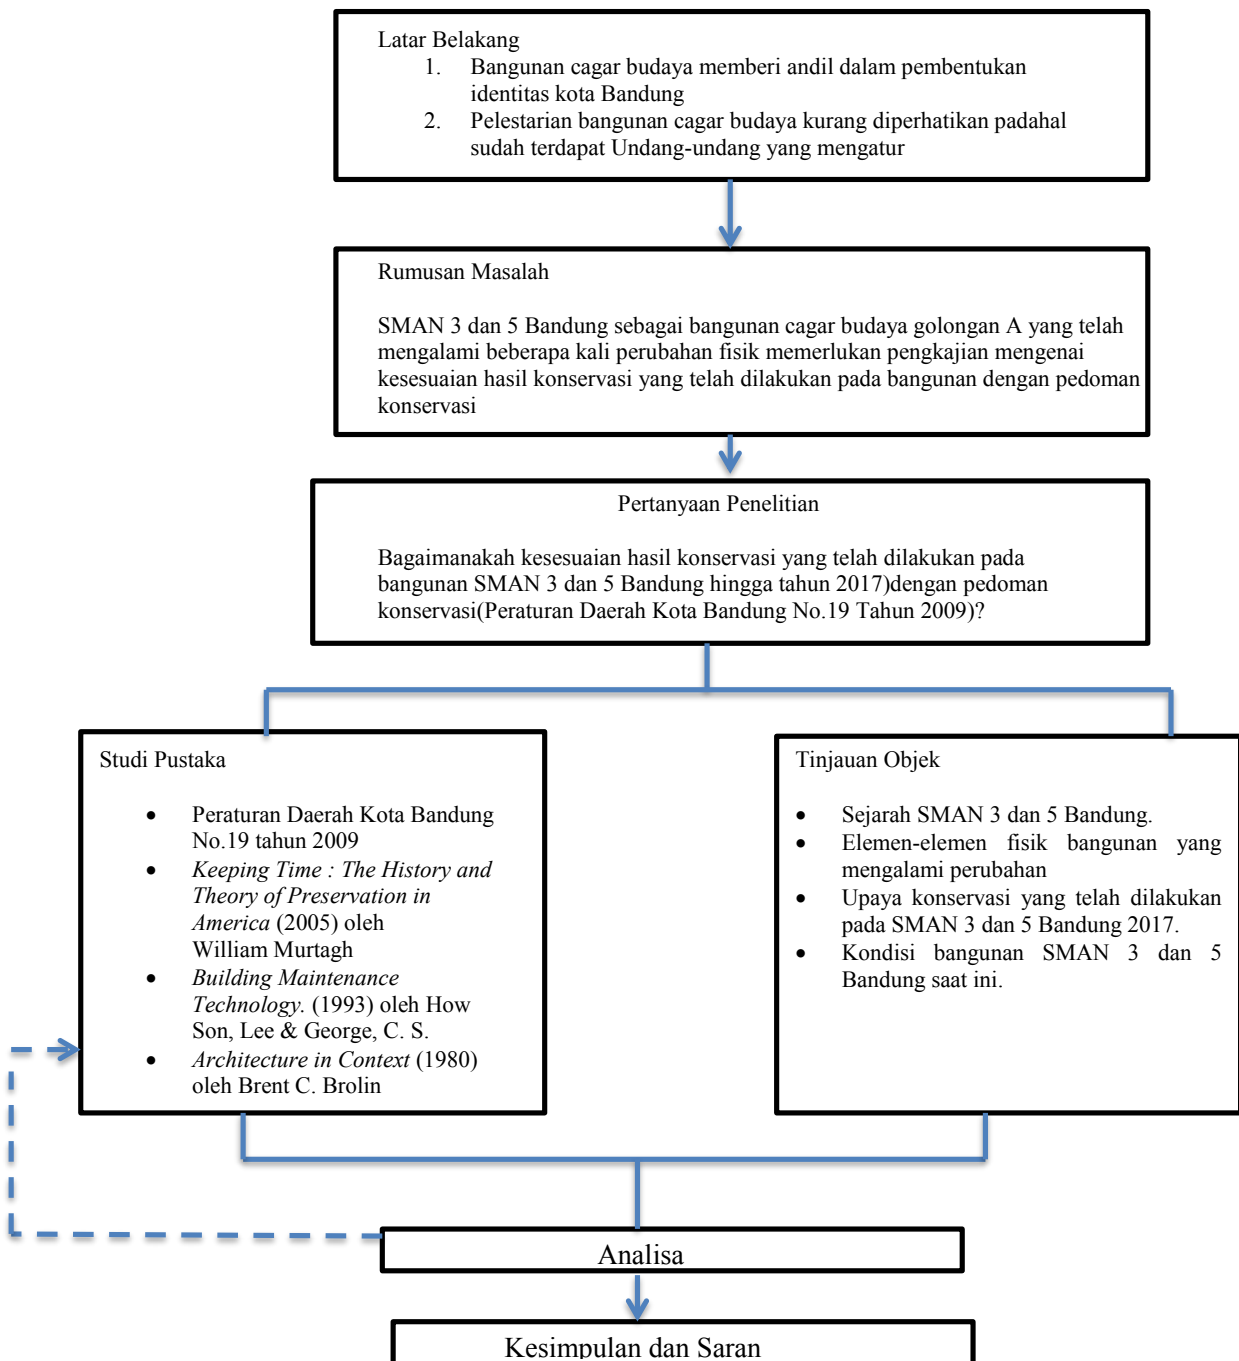 Latar Belakang
1. Bangunan cagar budaya memberi andil dalam pembentukan
identitas kota Bandung
2. Pelestarian bangunan cagar budaya kurang diperhatikan padahal
sudah terdapat Undang-undang yang mengatur
Rumusan Masalah
SMAN 3 dan 5 Bandung sebagai bangunan cagar budaya golongan A yang telah
mengalami beberapa kali perubahan fisik memerlukan pengkajian mengenai
kesesuaian hasil konservasi yang telah dilakukan pada bangunan dengan pedoman
konservasi
Pertanyaan Penelitian
Bagaimanakah kesesuaian hasil konservasi yang telah dilakukan pada
bangunan SMAN 3 dan 5 Bandung hingga tahun 2017)dengan pedoman
konservasi(Peraturan Daerah Kota Bandung No.19 Tahun 2009)?
Studi Pustaka
• Peraturan Daerah Kota Bandung
No.19 tahun 2009
• Keeping Time : The History and
Theory of Preservation in
America (2005) oleh
William Murtagh
• Building Maintenance
Technology. (1993) oleh How
Son, Lee & George, C. S.
• Architecture in Context (1980)
oleh Brent C. Brolin
Tinjauan Objek
• Sejarah SMAN 3 dan 5 Bandung.
• Elemen-elemen fisik bangunan yang
mengalami perubahan
• Upaya konservasi yang telah dilakukan
pada SMAN 3 dan 5 Bandung 2017.
• Kondisi bangunan SMAN 3 dan 5
Bandung saat ini.
Analisa
Kesimpulan dan Saran